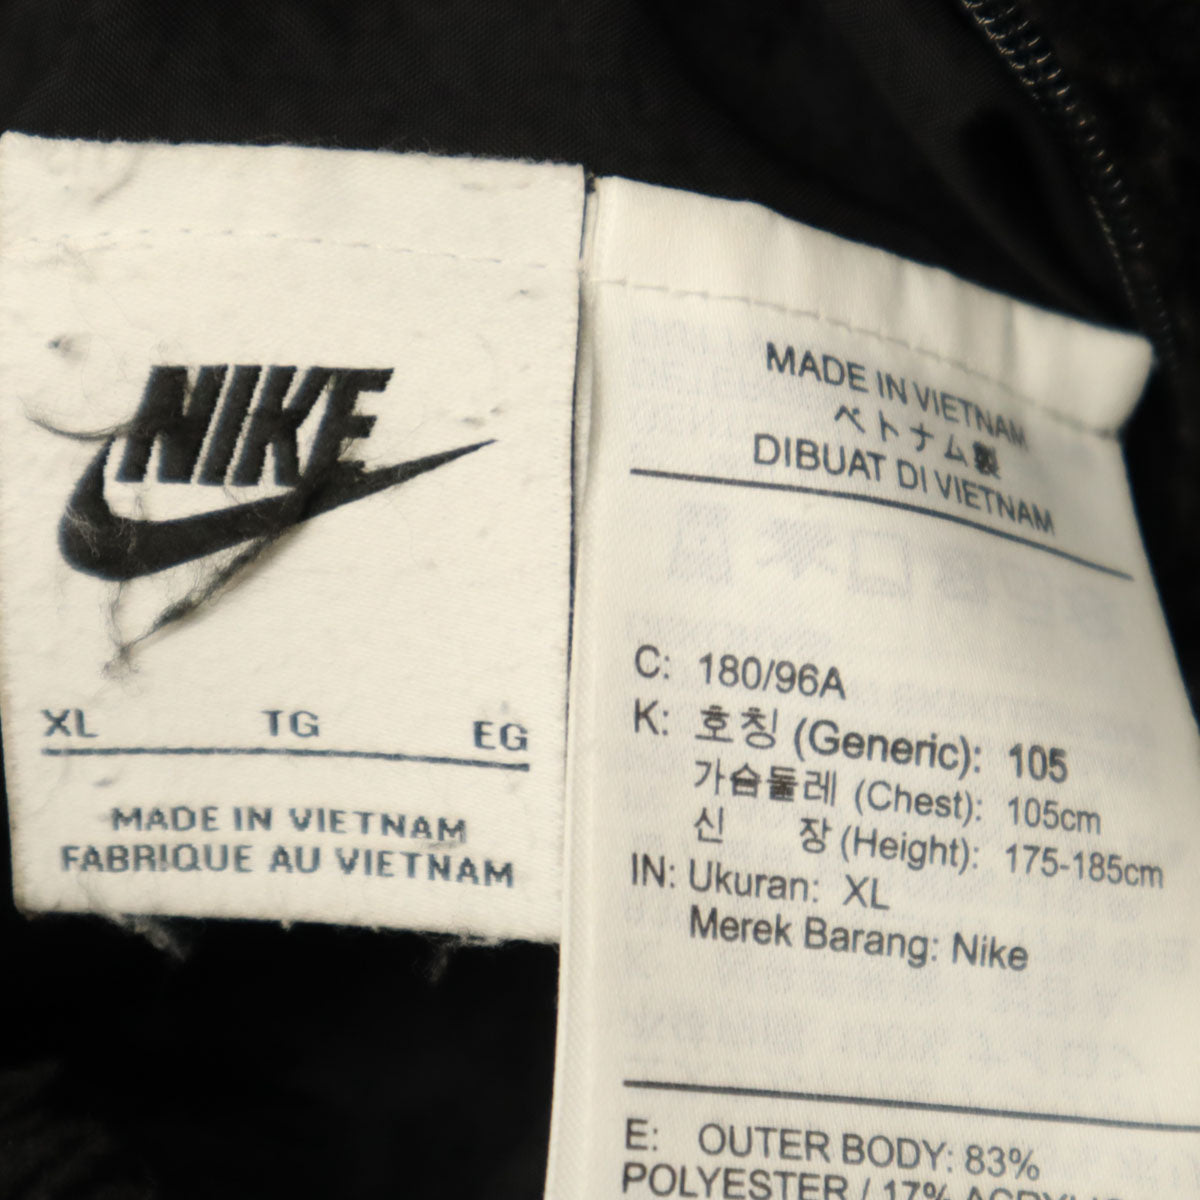 NIKE
XL TG EG
MADE IN VIETNAM
FABRIQUE AU VIETNAM
MADE IN VIETNAM
ベトナム製
DIBUAT DI VIETNAM
C: 180/96A
K: 호칭 (Generic): 105
가슴둘레 (Chest): 105cm
신 장 (Height): 175-185cm
IN: Ukuran: XL
Merek Barang: Nike
E: OUTER BODY: 83%
POLYESTER / 17%